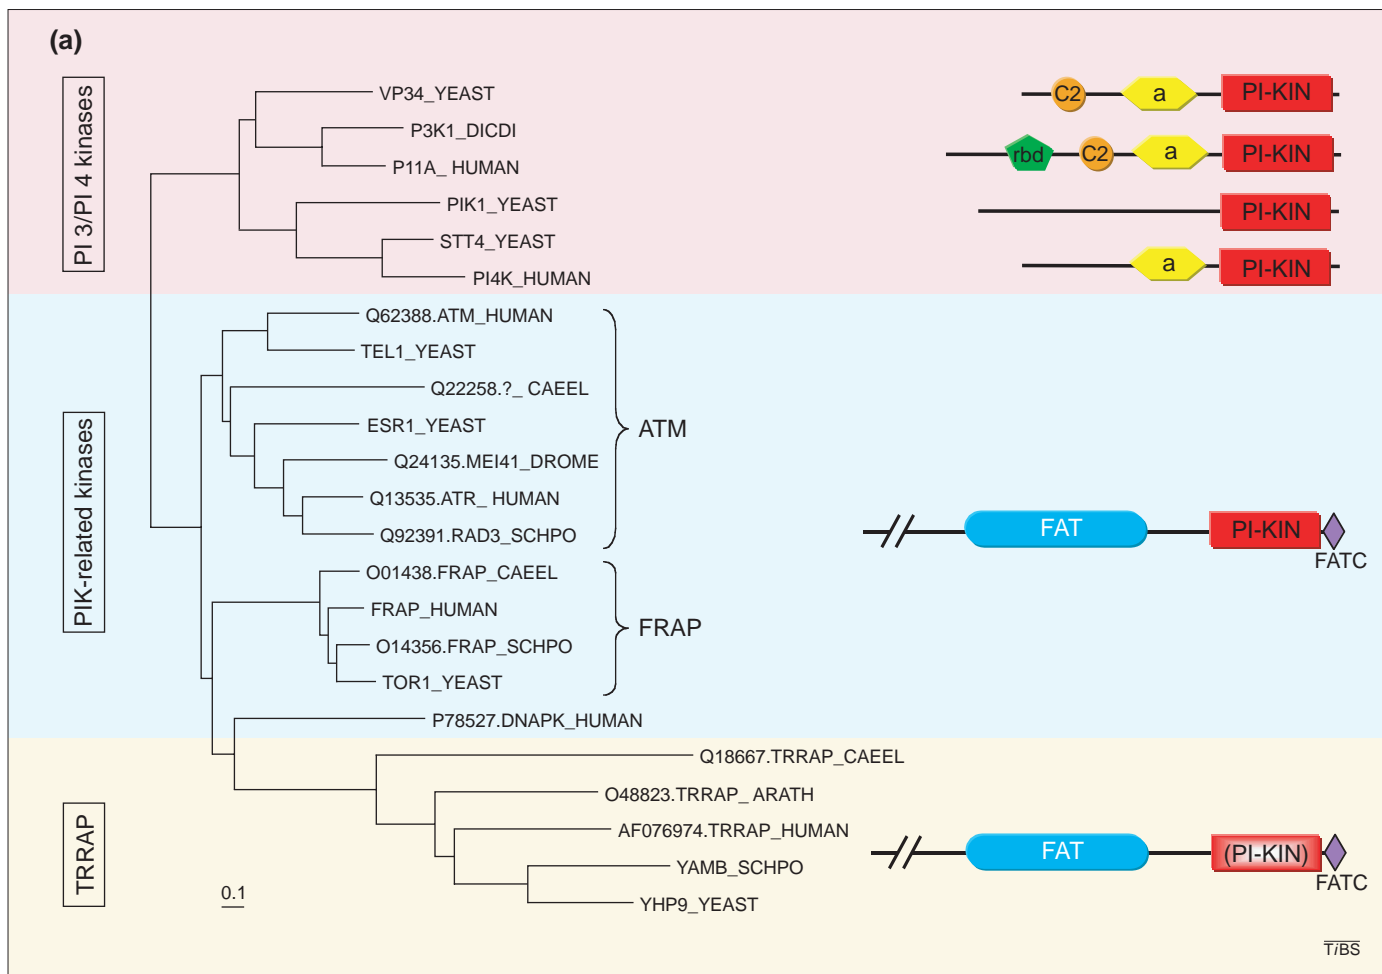 (a)
PI 3/PI 4 kinases
VP34_YEAST
C2 a PI-KIN
P3K1_DICDI
P11A_ HUMAN
rbd C2 a PI-KIN
PIK1_YEAST
PI-KIN
STT4_YEAST
PI4K_HUMAN
a PI-KIN
PIK-related kinases
Q62388.ATM_HUMAN
TEL1_YEAST
Q22258.?_ CAEEL
ESR1_YEAST
ATM
Q24135.MEI41_DROME
Q13535.ATR_ HUMAN
Q92391.RAD3_SCHPO
FAT PI-KIN
FATC
O01438.FRAP_CAEEL
FRAP_HUMAN
FRAP
O14356.FRAP_SCHPO
TOR1_YEAST
P78527.DNAPK_HUMAN
TRRAP
Q18667.TRRAP_CAEEL
O48823.TRRAP_ ARATH
AF076974.TRRAP_HUMAN
FAT (PI-KIN)
FATC
YAMB_SCHPO
YHP9_YEAST
0.1
TiBS